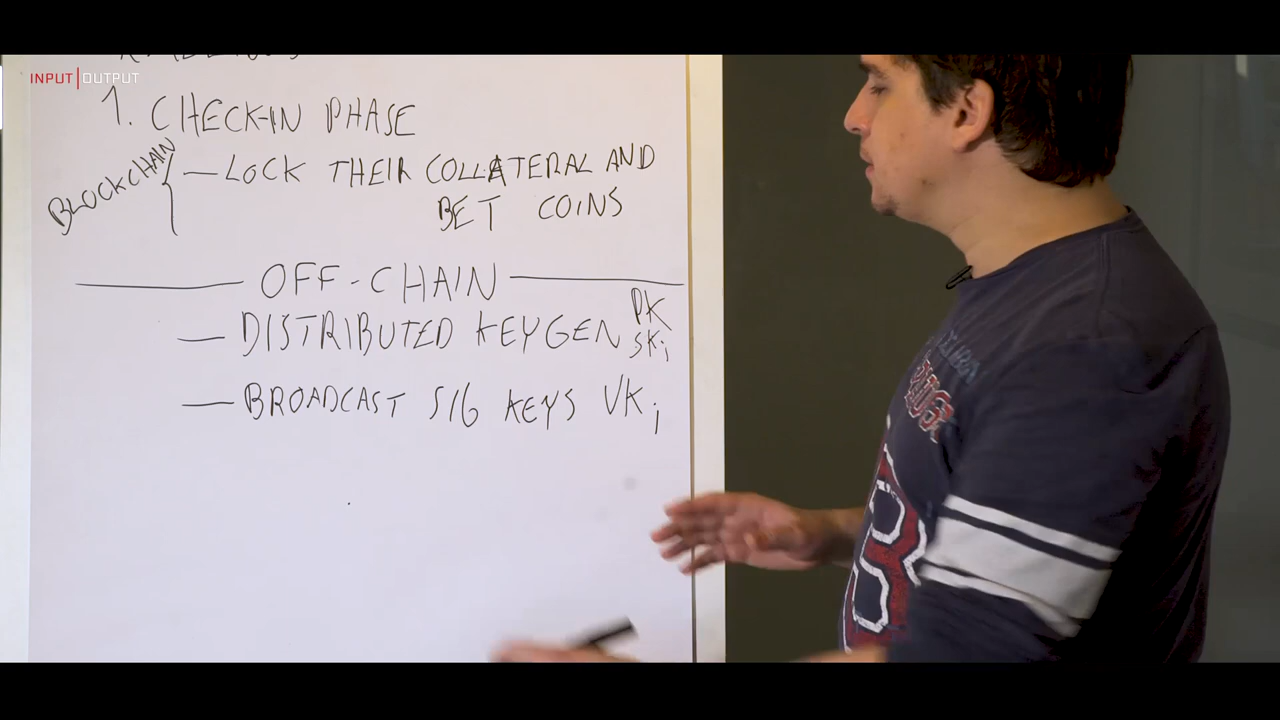 INPUT|OUTPUT
1. CHECK-IN PHASE
BLOCKCHAIN
— LOCK THEIR COLLATERAL AND
BET COINS
OFF-CHAIN
— DISTRIBUTED KEYGEN PK
SKi
— BROADCAST SIG KEYS VKi
B